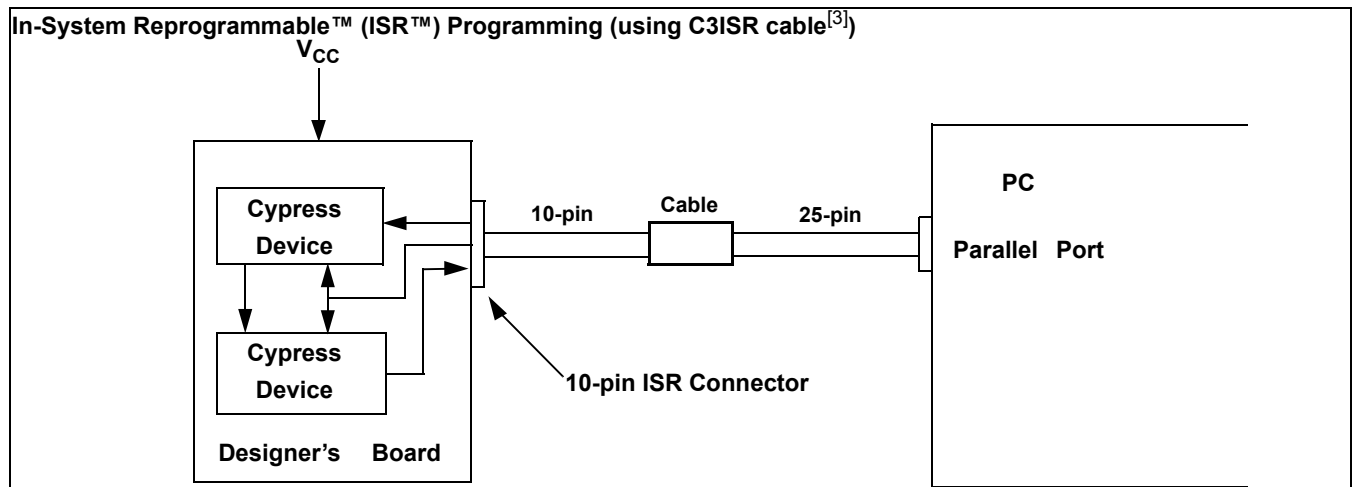 In-System Reprogrammable™ (ISR™) Programming (using C3ISR cable[3])
VCC
Cypress
Device
Cypress
Device
Designer's Board
10-pin
Cable
25-pin
10-pin ISR Connector
PC
Parallel Port